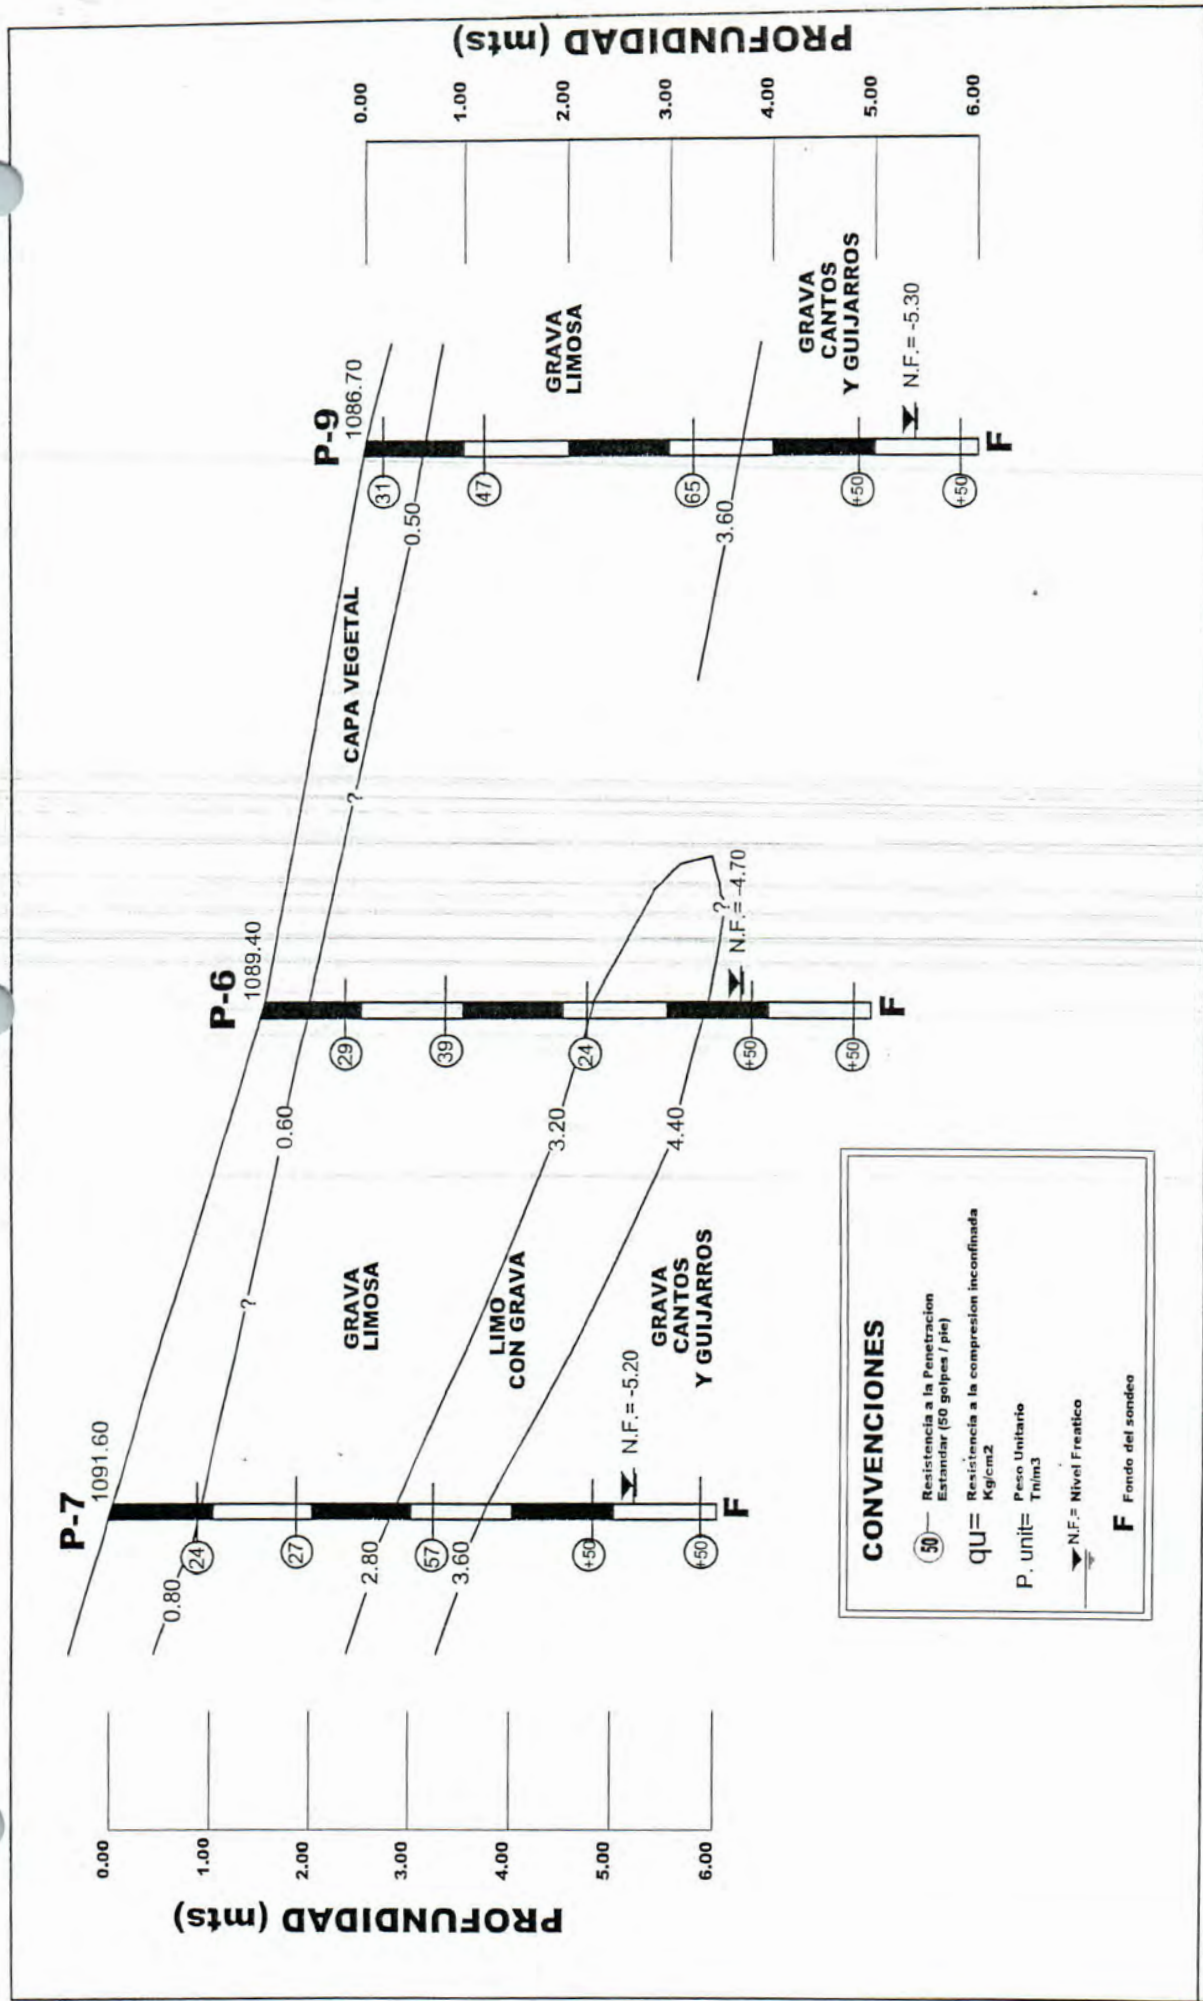 PROFUNDIDAD (mts)
0.00
1.00
2.00
3.00
4.00
5.00
6.00
P-7
1091.60
0.80
24
27
2.80
57
3.60
+50
N.F.= -5.20
+50
F
?
GRAVA
LIMOSA
LIMO
CON GRAVA
GRAVA
CANTOS
Y GUIJARROS
P-6
1089.40
0.60
29
39
3.20
24
4.40
+50
N.F.= -4.70
+50
F
?
?
CAPA VEGETAL
P-9
1086.70
31
0.50
47
65
3.60
+50
N.F.= -5.30
+50
F
GRAVA
LIMOSA
GRAVA
CANTOS
Y GUIJARROS
PROFUNDIDAD (mts)
0.00
1.00
2.00
3.00
4.00
5.00
6.00
CONVENCIONES
50 Resistencia a la Penetracion
Estandar (50 golpes / pie)
qu= Resistencia a la compresion inconfinada
Kg/cm2
P. unit= Peso Unitario
Tn/m3
N.F.= Nivel Freatico
F Fondo del sondeo